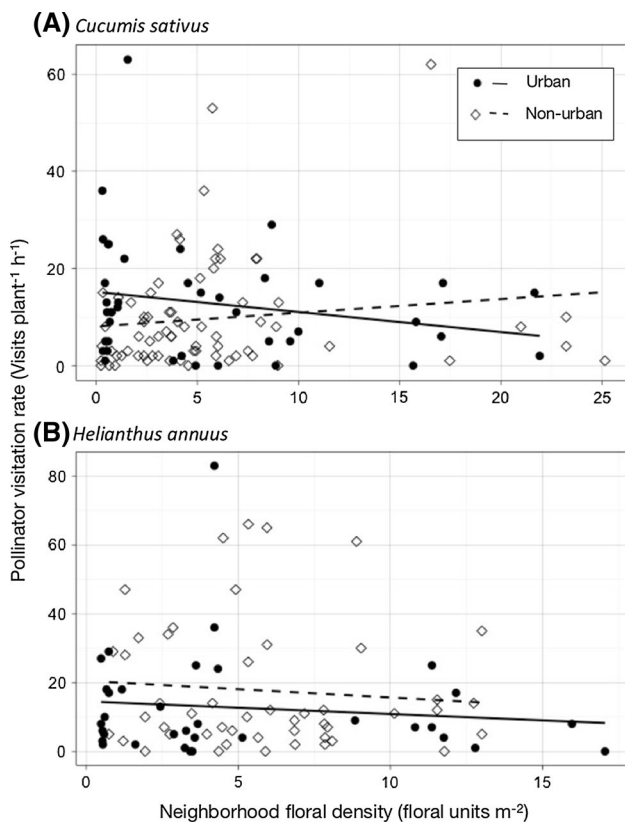 (A) Cucumis sativus
60
40
20
0
0 5 10 15 20 25
Urban
Non-urban
(B) Helianthus annuus
80
60
40
20
0
0 5 10 15
Pollinator visitation rate (Visits plant⁻¹ h⁻¹)
Neighborhood floral density (floral units m⁻²)